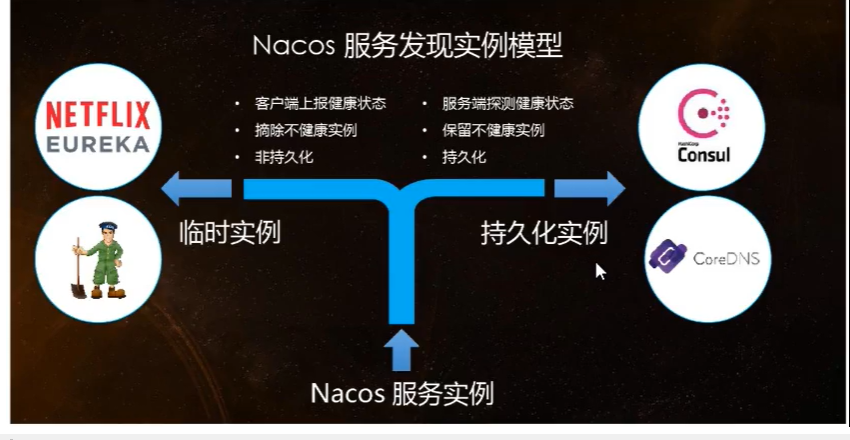 Nacos 服务发现实例模型
NETFLIX
EUREKA
• 客户端上报健康状态
• 摘除不健康实例
• 非持久化
• 服务端探测健康状态
• 保留不健康实例
• 持久化
HashiCorp
Consul
临时实例
持久化实例
CoreDNS
Nacos 服务实例